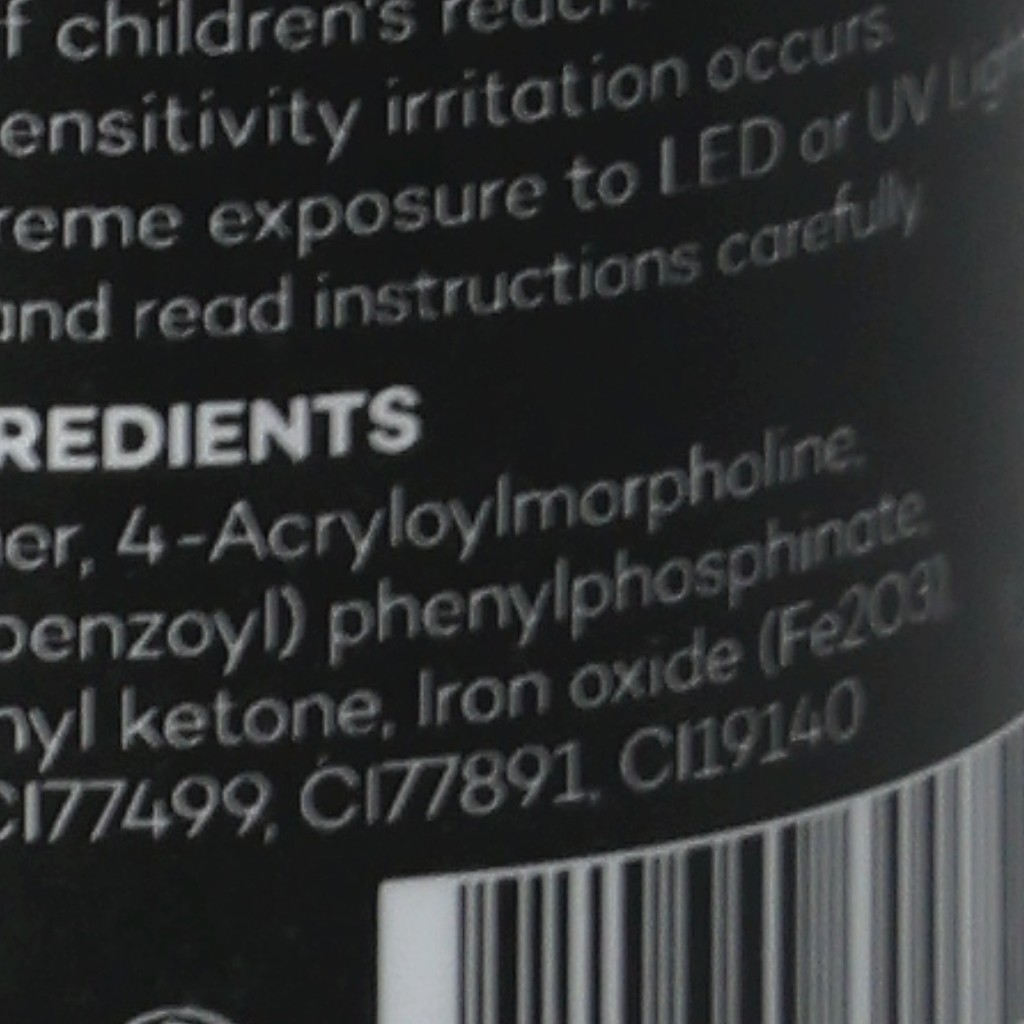 f children's reach.
ensitivity irritation occurs.
reme exposure to LED or UV Light
and read instructions carefully
REDIENTS
er, 4-Acryloylmorpholine,
benzoyl) phenylphosphinate,
nyl ketone, Iron oxide (Fe2O3),
CI77499, CI77891, CI19140